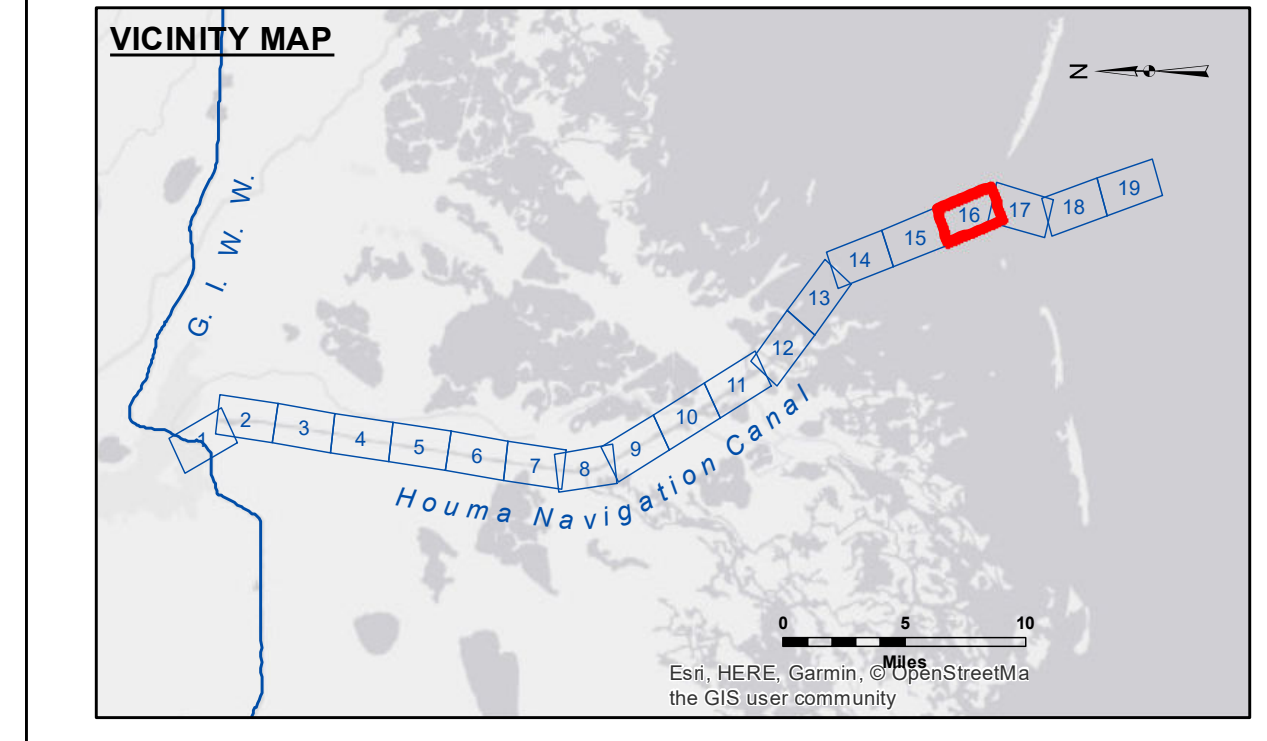 VICINITY MAP
N
G. I. W. W.
1
2
3
4
5
6
7
8
9
10
11
12
13
14
15
16
17
18
19
Houma Navigation Canal
0 5 10
Miles
Esri, HERE, Garmin, © OpenStreetMa
the GIS user community